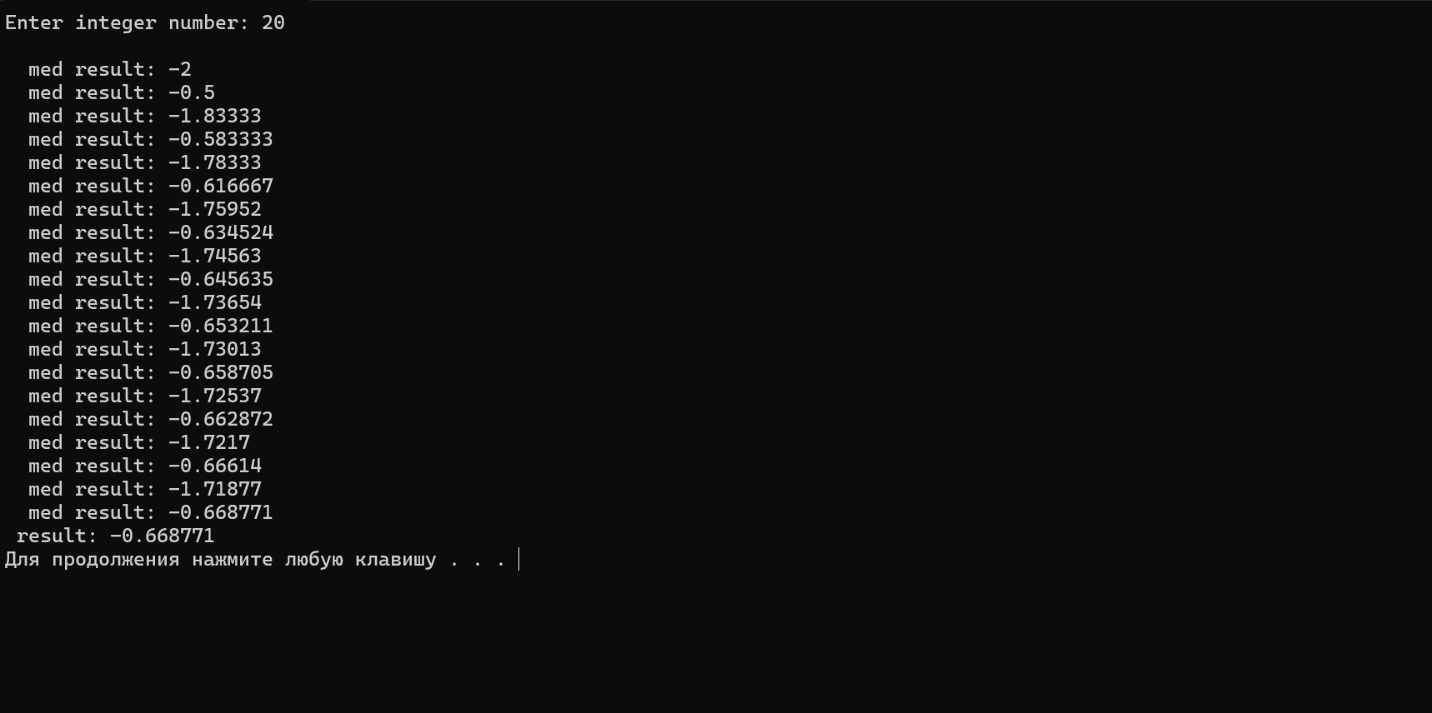 Enter integer number: 20
med result: -2
med result: -0.5
med result: -1.83333
med result: -0.583333
med result: -1.78333
med result: -0.616667
med result: -1.75952
med result: -0.634524
med result: -1.74563
med result: -0.645635
med result: -1.73654
med result: -0.653211
med result: -1.73013
med result: -0.658705
med result: -1.72537
med result: -0.662872
med result: -1.7217
med result: -0.66614
med result: -1.71877
med result: -0.668771
result: -0.668771
Для продолжения нажмите любую клавишу . . .